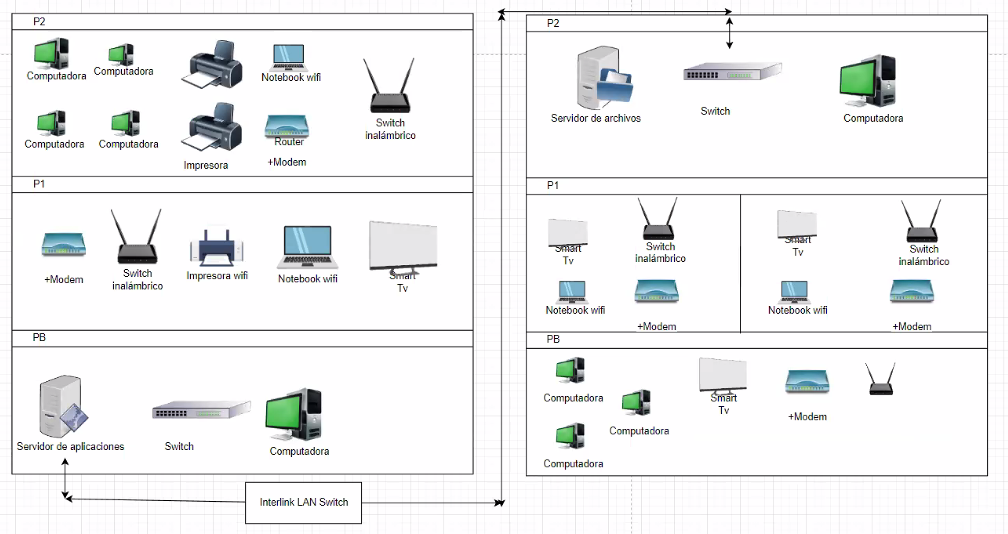 P2
Computadora
Computadora
Notebook wifi
Switch
inalámbrico
Computadora
Computadora
Impresora
Router
+Modem
P1
+Modem
Switch
inalámbrico
Impresora wifi
Notebook wifi
Smart
Tv
PB
Servidor de aplicaciones
Switch
Computadora
Interlink LAN Switch
P2
Servidor de archivos
Switch
Computadora
P1
Smart
Tv
Switch
inalámbrico
Notebook wifi
+Modem
Smart
Tv
Switch
inalámbrico
Notebook wifi
+Modem
PB
Computadora
Computadora
Computadora
Smart
Tv
+Modem